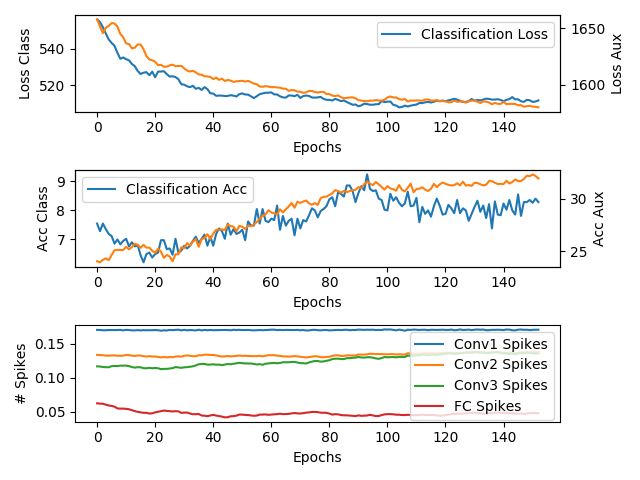 Classification Loss
Loss Class
540
520
1650
1600
Loss Aux
0 20 40 60 80 100 120 140
Epochs
Classification Acc
Acc Class
9
8
7
30
25
Acc Aux
0 20 40 60 80 100 120 140
Epochs
# Spikes
0.15
0.10
0.05
Conv1 Spikes
Conv2 Spikes
Conv3 Spikes
FC Spikes
0 20 40 60 80 100 120 140
Epochs